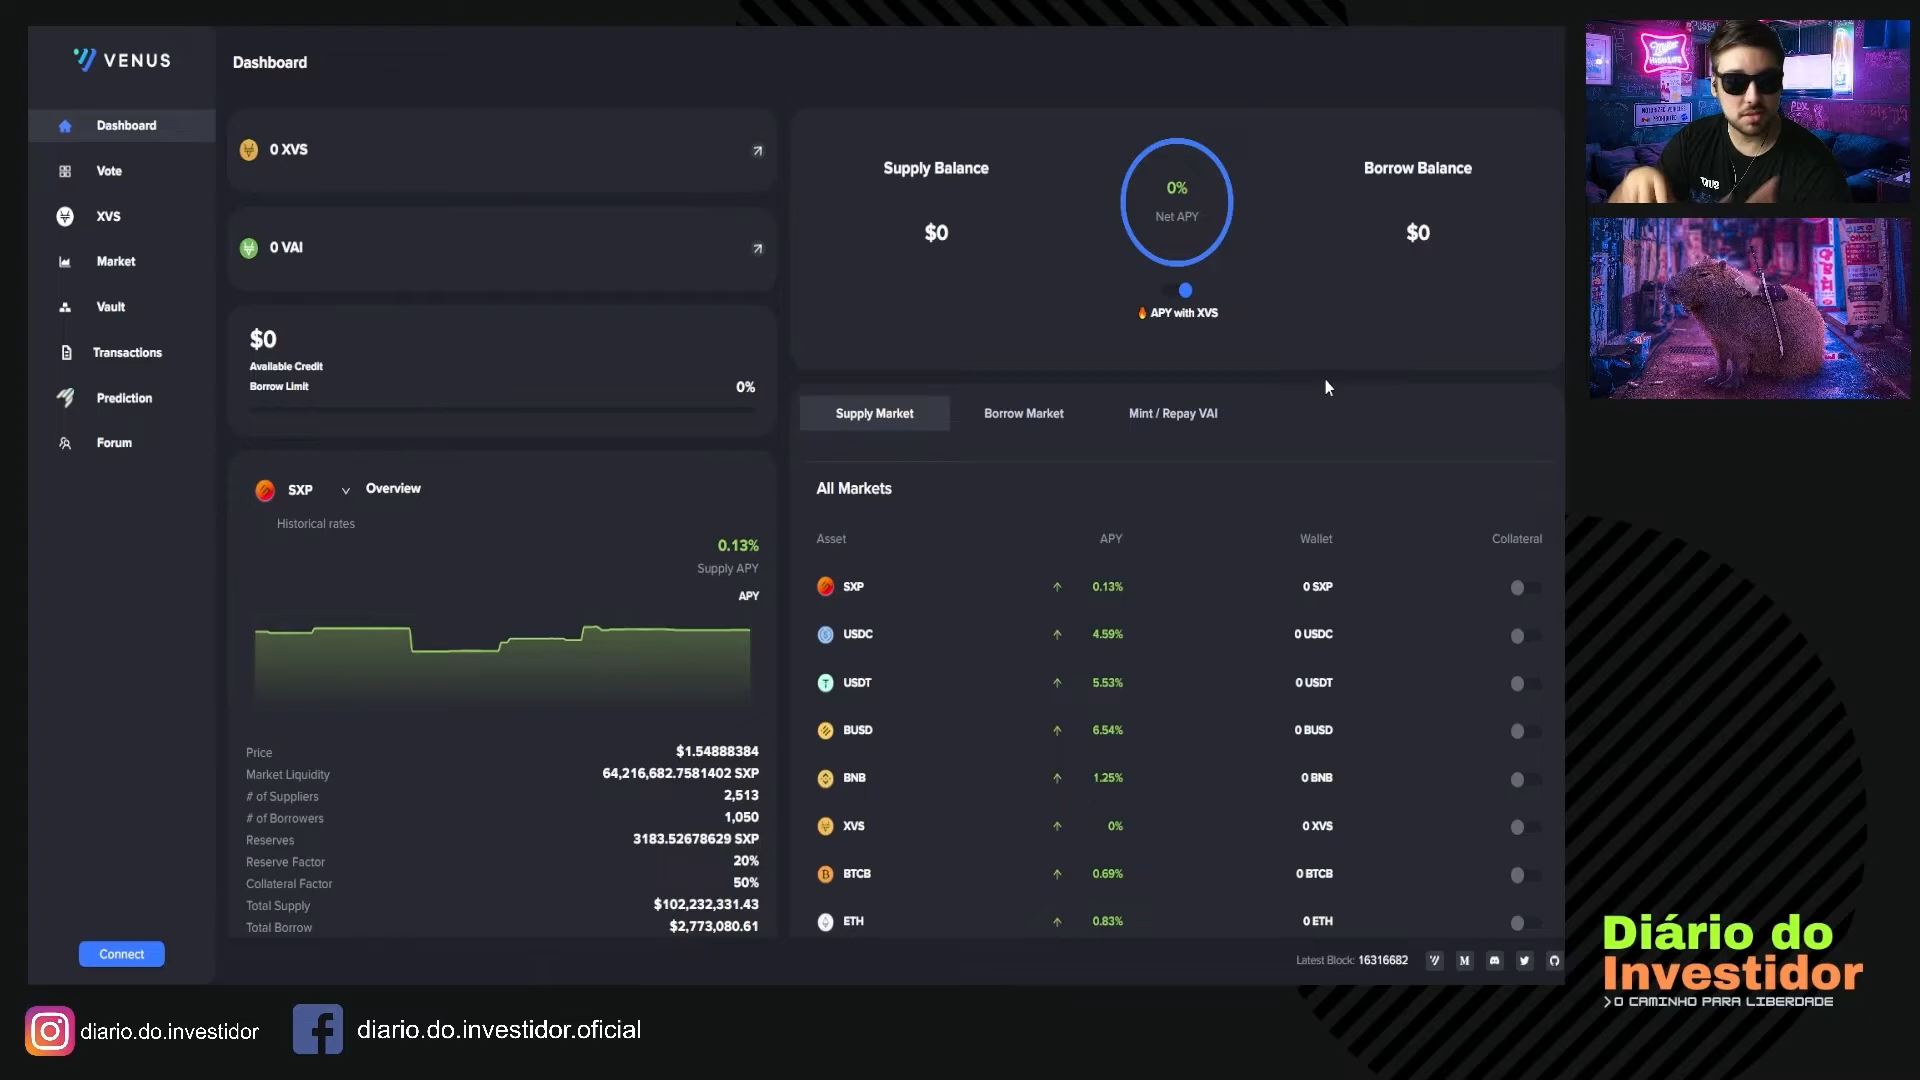 VENUS
Dashboard
Dashboard
Vote
XVS
Market
Vault
Transactions
Prediction
Forum
Connect
0 XVS
0 VAI
$0
Available Credit
Borrow Limit
0%
Supply Balance
$0
0%
Net APY
APY with XVS
Borrow Balance
$0
SXP
Overview
Historical rates
0.13%
Supply APY
APY
Price $1.54888384
Market Liquidity 64,216,682.7581402 SXP
# of Suppliers 2,513
# of Borrowers 1,050
Reserves 3183.52678629 SXP
Reserve Factor 20%
Collateral Factor 50%
Total Supply $102,232,331.43
Total Borrow $2,773,080.61
Supply Market Borrow Market Mint / Repay VAI
All Markets
Asset APY Wallet Collateral
SXP 0.13% 0 SXP
USDC 4.59% 0 USDC
USDT 5.53% 0 USDT
BUSD 6.54% 0 BUSD
BNB 1.25% 0 BNB
XVS 0% 0 XVS
BTCB 0.69% 0 BTCB
ETH 0.83% 0 ETH
Latest Block: 16316682
Miller
HIGH LIFE
Diário do
Investidor
>O CAMINHO PARA LIBERDADE
diario.do.investidor
diario.do.investidor.oficial